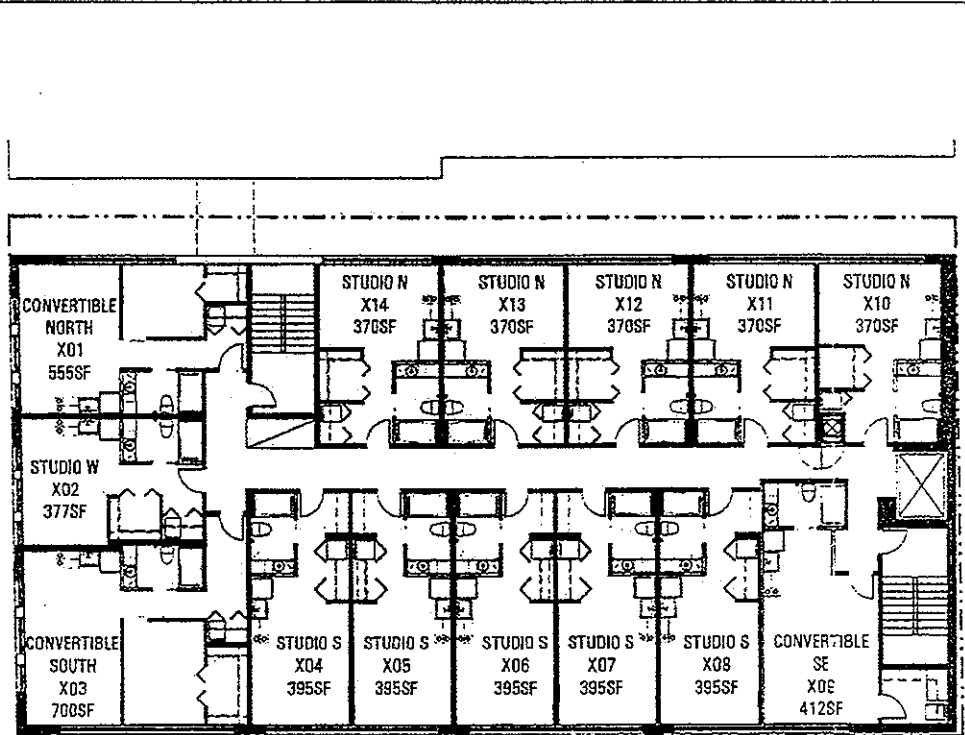 CONVERTIBLE
NORTH
X01
555SF
STUDIO N
X14
370SF
STUDIO N
X13
370SF
STUDIO N
X12
370SF
STUDIO N
X11
370SF
STUDIO N
X10
370SF
STUDIO W
X02
377SF
CONVERTIBLE
SOUTH
X03
700SF
STUDIO S
X04
395SF
STUDIO S
X05
395SF
STUDIO S
X06
395SF
STUDIO S
X07
395SF
STUDIO S
X08
395SF
CONVERTIBLE
SE
X09
412SF